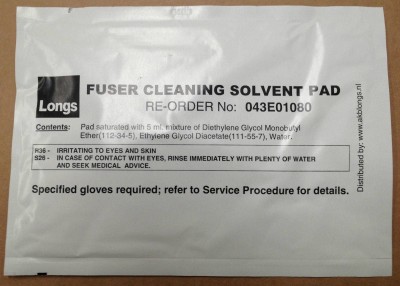 FUSER CLEANING SOLVENT PAD
Longs
RE-ORDER No: 043E01080
Contents: Pad saturated with 5 ml. mixture of Diethylene Glycol Monobutyl
Ether(112-34-5), Ethylene Glycol Diacetate(111-55-7), Water.
R36 - IRRITATING TO EYES AND SKIN
S26 - IN CASE OF CONTACT WITH EYES, RINSE IMMEDIATELY WITH PLENTY OF WATER
AND SEEK MEDICAL ADVICE.
Specified gloves required; refer to Service Procedure for details.
Distributed by: www.akblongs.nl